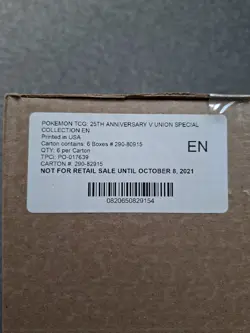 POKEMON TCG: 25TH ANNIVERSARY V UNION SPECIAL
COLLECTION EN
Printed in USA
Carton contains: 6 Boxes # 290-80915
QTY: 6 per Carton
TPCI: PO-017639
CARTON #: 290-82915
NOT FOR RETAIL SALE UNTIL OCTOBER 8, 2021
EN
0820650829154